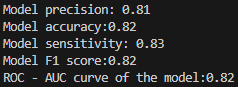 Model precision: 0.81
Model accuracy:0.82
Model sensitivity: 0.83
Model F1 score:0.82
ROC - AUC curve of the model:0.82